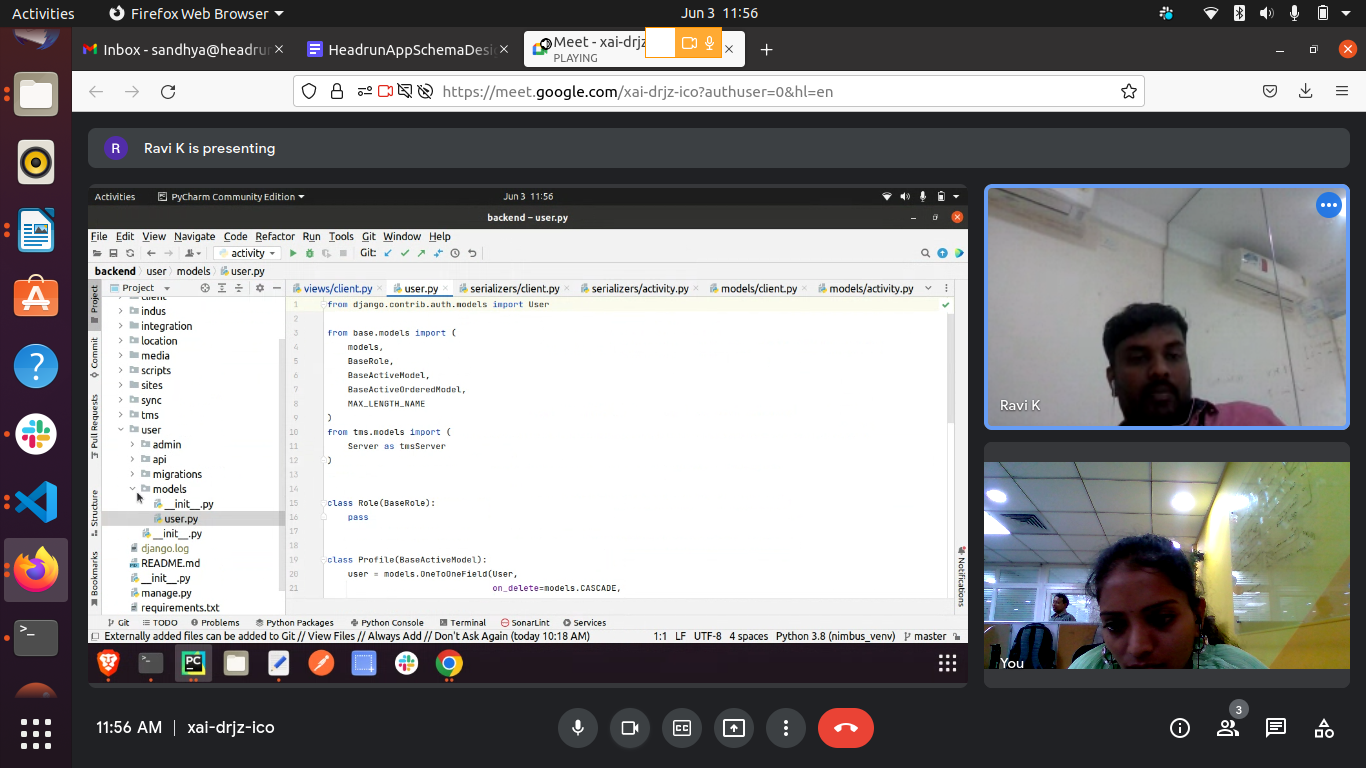 Activities
Firefox Web Browser
Jun 3 11:56
Inbox - sandhya@headrun
HeadrunAppSchemaDesi
Meet - xai-drjz
PLAYING
https://meet.google.com/xai-drjz-ico?authuser=0&hl=en
R
Ravi K is presenting
Activities
PyCharm Community Edition
Jun 3 11:56
backend – user.py
File Edit View Navigate Code Refactor Run Tools Git Window Help
activity
Git:
backend
user
models
user.py
Project
views/client.py
user.py
serializers/client.py
serializers/activity.py
models/client.py
models/activity.py
Project
Commit
Pull Requests
Structure
Bookmarks
client
indus
integration
location
media
scripts
sites
sync
tms
user
admin
api
migrations
models
__init__.py
user.py
__init__.py
django.log
README.md
__init__.py
manage.py
requirements.txt
1 from django.contrib.auth.models import User
2
3 from base.models import (
4 models,
5 BaseRole,
6 BaseActiveModel,
7 BaseActiveOrderedModel,
8 MAX_LENGTH_NAME
9 )
10 from tms.models import (
11 Server as tmsServer
12 )
13
14
15 class Role(BaseRole):
16 pass
17
18
19 class Profile(BaseActiveModel):
20 user = models.OneToOneField(User,
21 on_delete=models.CASCADE,
Notifications
Git
TODO
Problems
Python Packages
Python Console
Terminal
SonarLint
Services
Externally added files can be added to Git // View Files // Always Add // Don't Ask Again (today 10:18 AM)
1:1 LF UTF-8 4 spaces Python 3.8 (nimbus_venv) master
PC
Ravi K
You
11:56 AM | xai-drjz-ico
3